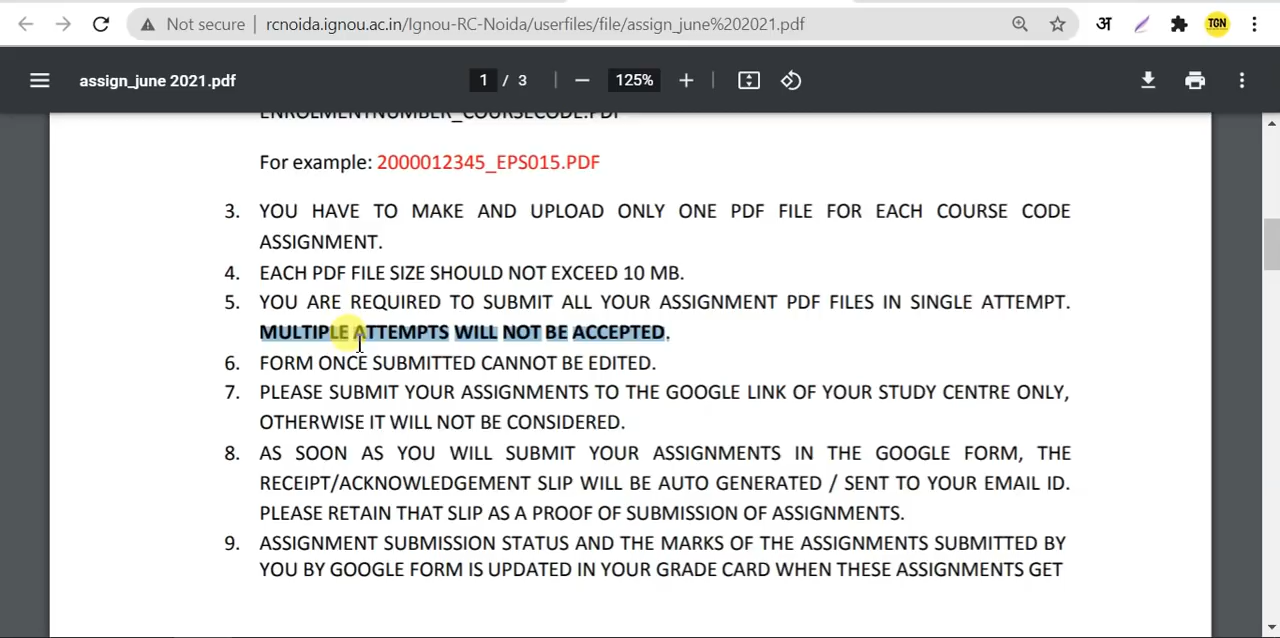 Not secure | rcnoida.ignou.ac.in/Ignou-RC-Noida/userfiles/file/assign_june%202021.pdf अ TGN
assign_june 2021.pdf 1 / 3 125%
ENROLMENTNUMBER_COURSECODE.PDF
For example: 2000012345_EPS015.PDF
3. YOU HAVE TO MAKE AND UPLOAD ONLY ONE PDF FILE FOR EACH COURSE CODE
ASSIGNMENT.
4. EACH PDF FILE SIZE SHOULD NOT EXCEED 10 MB.
5. YOU ARE REQUIRED TO SUBMIT ALL YOUR ASSIGNMENT PDF FILES IN SINGLE ATTEMPT.
MULTIPLE ATTEMPTS WILL NOT BE ACCEPTED.
6. FORM ONCE SUBMITTED CANNOT BE EDITED.
7. PLEASE SUBMIT YOUR ASSIGNMENTS TO THE GOOGLE LINK OF YOUR STUDY CENTRE ONLY,
OTHERWISE IT WILL NOT BE CONSIDERED.
8. AS SOON AS YOU WILL SUBMIT YOUR ASSIGNMENTS IN THE GOOGLE FORM, THE
RECEIPT/ACKNOWLEDGEMENT SLIP WILL BE AUTO GENERATED / SENT TO YOUR EMAIL ID.
PLEASE RETAIN THAT SLIP AS A PROOF OF SUBMISSION OF ASSIGNMENTS.
9. ASSIGNMENT SUBMISSION STATUS AND THE MARKS OF THE ASSIGNMENTS SUBMITTED BY
YOU BY GOOGLE FORM IS UPDATED IN YOUR GRADE CARD WHEN THESE ASSIGNMENTS GET